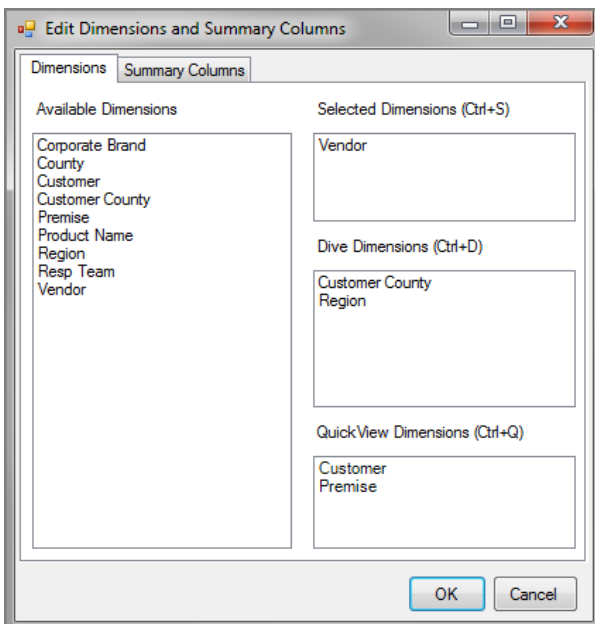 Edit Dimensions and Summary Columns
Dimensions
Summary Columns
Available Dimensions
Corporate Brand
County
Customer
Customer County
Premise
Product Name
Region
Resp Team
Vendor
Selected Dimensions (Ctrl+S)
Vendor
Dive Dimensions (Ctrl+D)
Customer County
Region
QuickView Dimensions (Ctrl+Q)
Customer
Premise
OK
Cancel